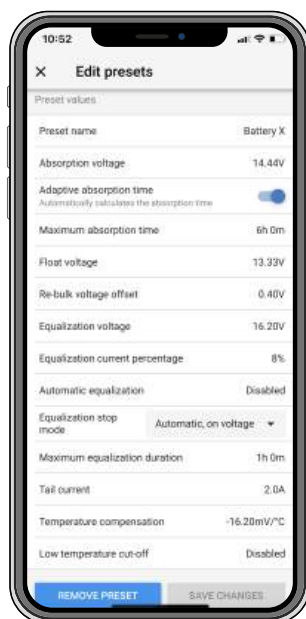 10:52
× Edit presets
Preset values
Preset name Battery X
Absorption voltage 14.44V
Adaptive absorption time
Automatically calculates the absorption time
Maximum absorption time 6h 0m
Float voltage 13.33V
Re-bulk voltage offset 0.40V
Equalization voltage 16.20V
Equalization current percentage 8%
Automatic equalization Disabled
Equalization stop mode Automatic, on voltage
Maximum equalization duration 1h 0m
Tail current 2.0A
Temperature compensation -16.20mV/°C
Low temperature cut-off Disabled
REMOVE PRESET SAVE CHANGES